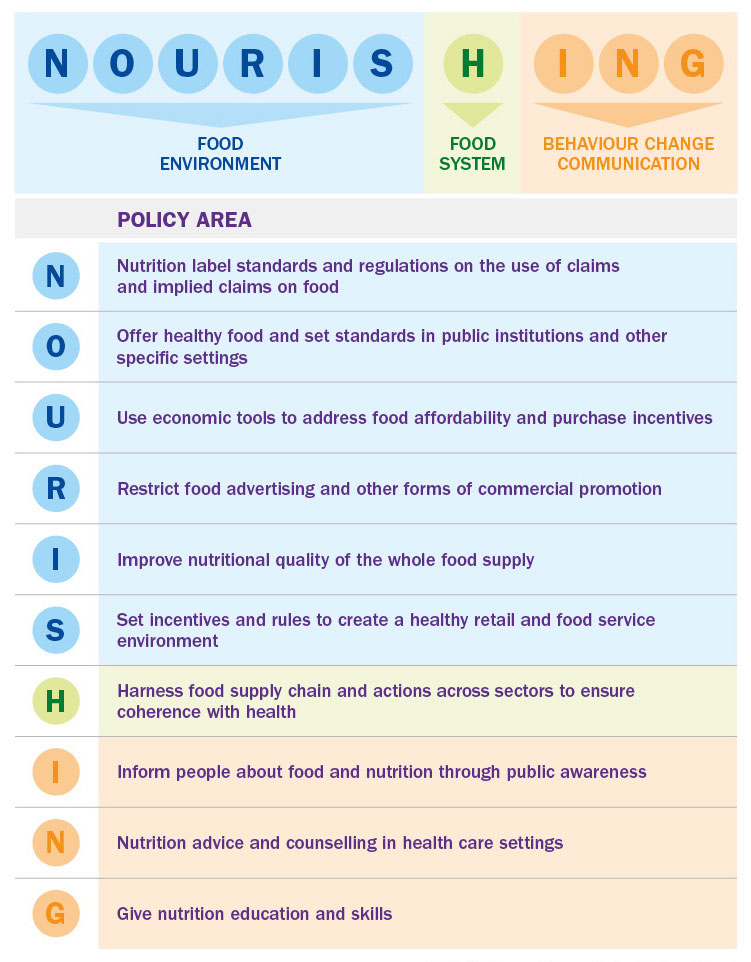 N O U R I S H I N G
FOOD
ENVIRONMENT
FOOD
SYSTEM
BEHAVIOUR CHANGE
COMMUNICATION
POLICY AREA
N
Nutrition label standards and regulations on the use of claims
and implied claims on food
O
Offer healthy food and set standards in public institutions and other
specific settings
U
Use economic tools to address food affordability and purchase incentives
R
Restrict food advertising and other forms of commercial promotion
I
Improve nutritional quality of the whole food supply
S
Set incentives and rules to create a healthy retail and food service
environment
H
Harness food supply chain and actions across sectors to ensure
coherence with health
I
Inform people about food and nutrition through public awareness
N
Nutrition advice and counselling in health care settings
G
Give nutrition education and skills